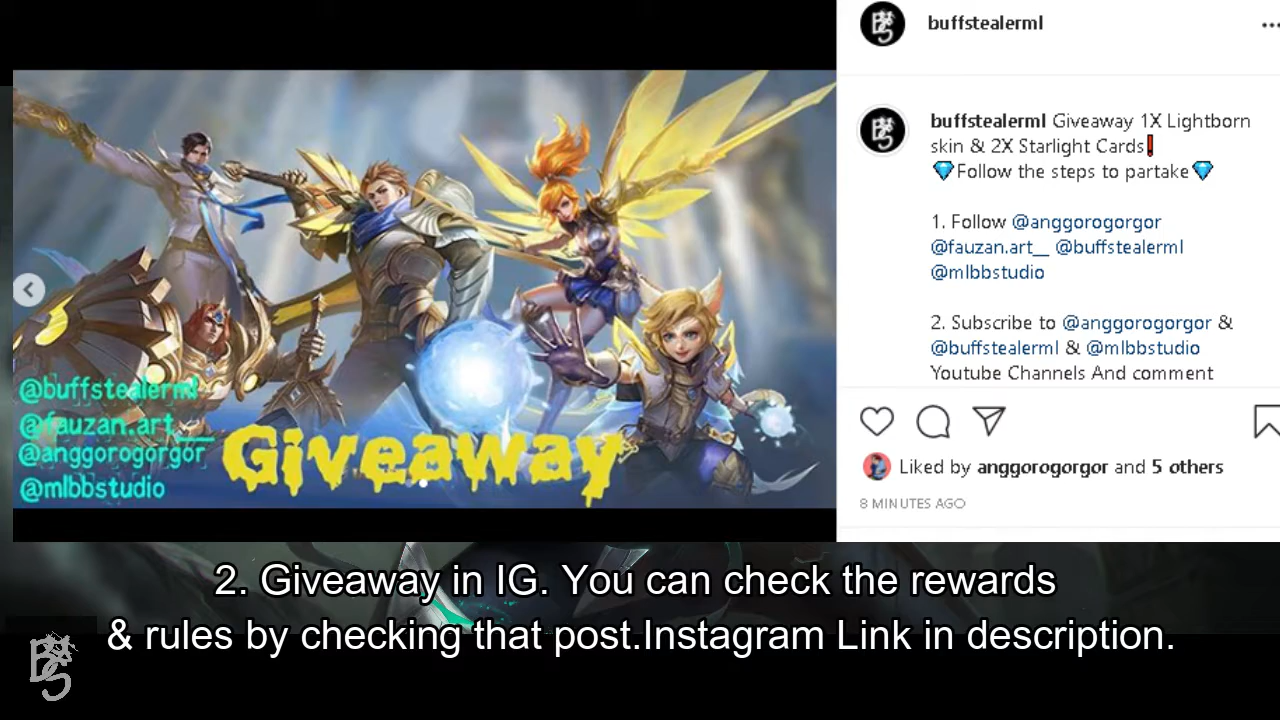 buffstealerml
buffstealerml Giveaway 1X Lightborn
skin & 2X Starlight Cards❗
💎Follow the steps to partake💎
1. Follow @anggorogorgor
@fauzan.art__ @buffstealerml
@mlbbstudio
2. Subscribe to @anggorogorgor &
@buffstealerml & @mlbbstudio
Youtube Channels And comment
Liked by anggorogorgor and 5 others
8 MINUTES AGO
@buffstealerml
@fauzan.art__
@anggorogorgor
@mlbbstudio
Giveaway
2. Giveaway in IG. You can check the rewards
& rules by checking that post.Instagram Link in description.
BS